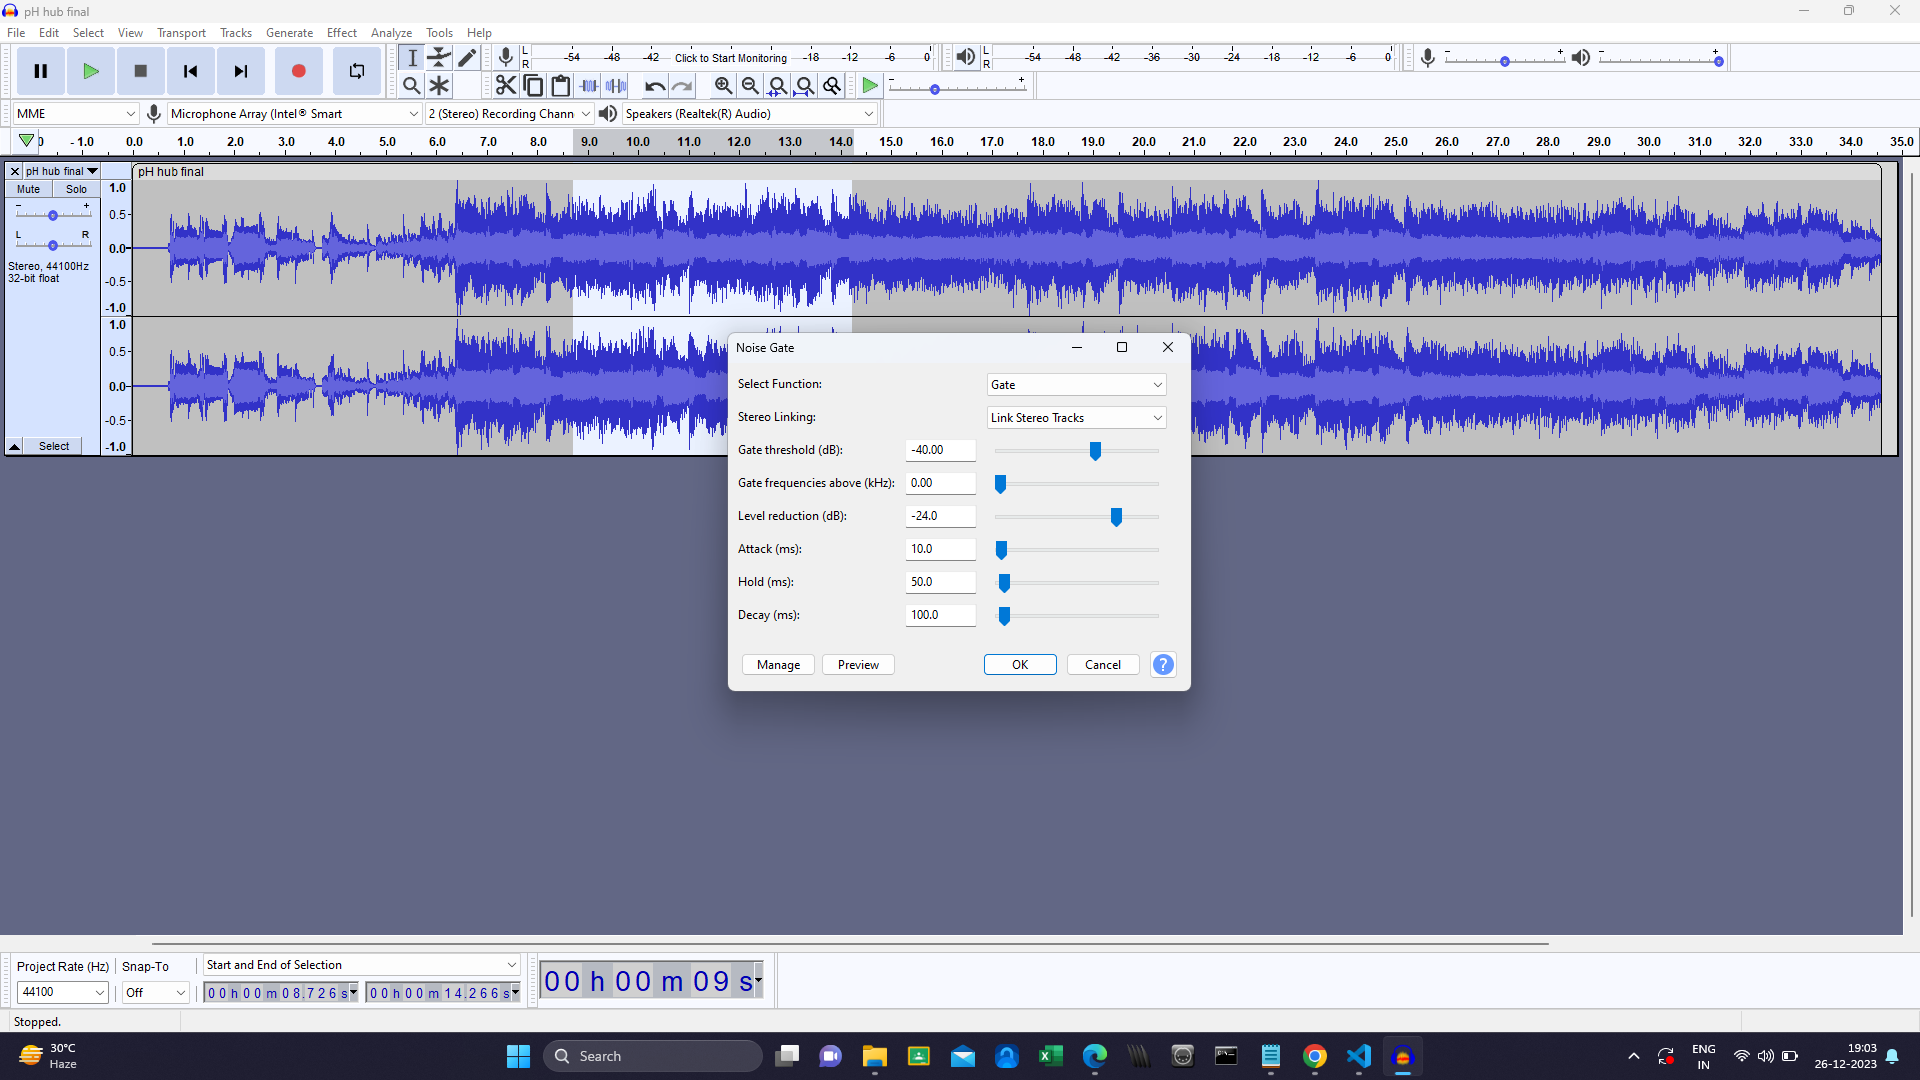 pH hub final
File Edit Select View Transport Tracks Generate Effect Analyze Tools Help
L R -54 -48 -42 Click to Start Monitoring -18 -12 -6 0
L R -54 -48 -42 -36 -30 -24 -18 -12 -6 0
- +
- +
- +
MME
Microphone Array (Intel® Smart
2 (Stereo) Recording Chann
Speakers (Realtek(R) Audio)
0 -1.0 0.0 1.0 2.0 3.0 4.0 5.0 6.0 7.0 8.0 9.0 10.0 11.0 12.0 13.0 14.0 15.0 16.0 17.0 18.0 19.0 20.0 21.0 22.0 23.0 24.0 25.0 26.0 27.0 28.0 29.0 30.0 31.0 32.0 33.0 34.0 35.0
pH hub final
pH hub final
Mute Solo
- +
L R
Stereo, 44100Hz
32-bit float
Select
1.0
0.5-
0.0-
-0.5-
-1.0
1.0
0.5-
0.0-
-0.5-
-1.0
Noise Gate
Select Function: Gate
Stereo Linking: Link Stereo Tracks
Gate threshold (dB): -40.00
Gate frequencies above (kHz): 0.00
Level reduction (dB): -24.0
Attack (ms): 10.0
Hold (ms): 50.0
Decay (ms): 100.0
Manage Preview OK Cancel ?
Project Rate (Hz) Snap-To Start and End of Selection
44100 Off 00h00m08.726s 00h00m14.266s
00h00m09s
Stopped.
30°C
Haze
Search
ENG
IN
19:03
26-12-2023